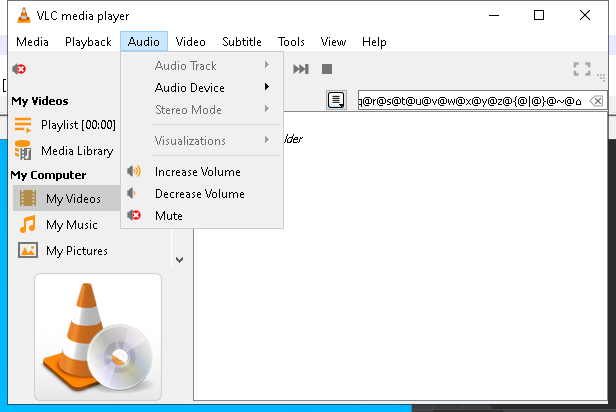 VLC media player
Media Playback Audio Video Subtitle Tools View Help
Audio Track
Audio Device
Stereo Mode
Visualizations
Increase Volume
Decrease Volume
Mute
q@r@s@t@u@v@w@x@y@z@{@|@}@~@⌂
lder
My Videos
Playlist [00:00]
Media Library
My Computer
My Videos
My Music
My Pictures